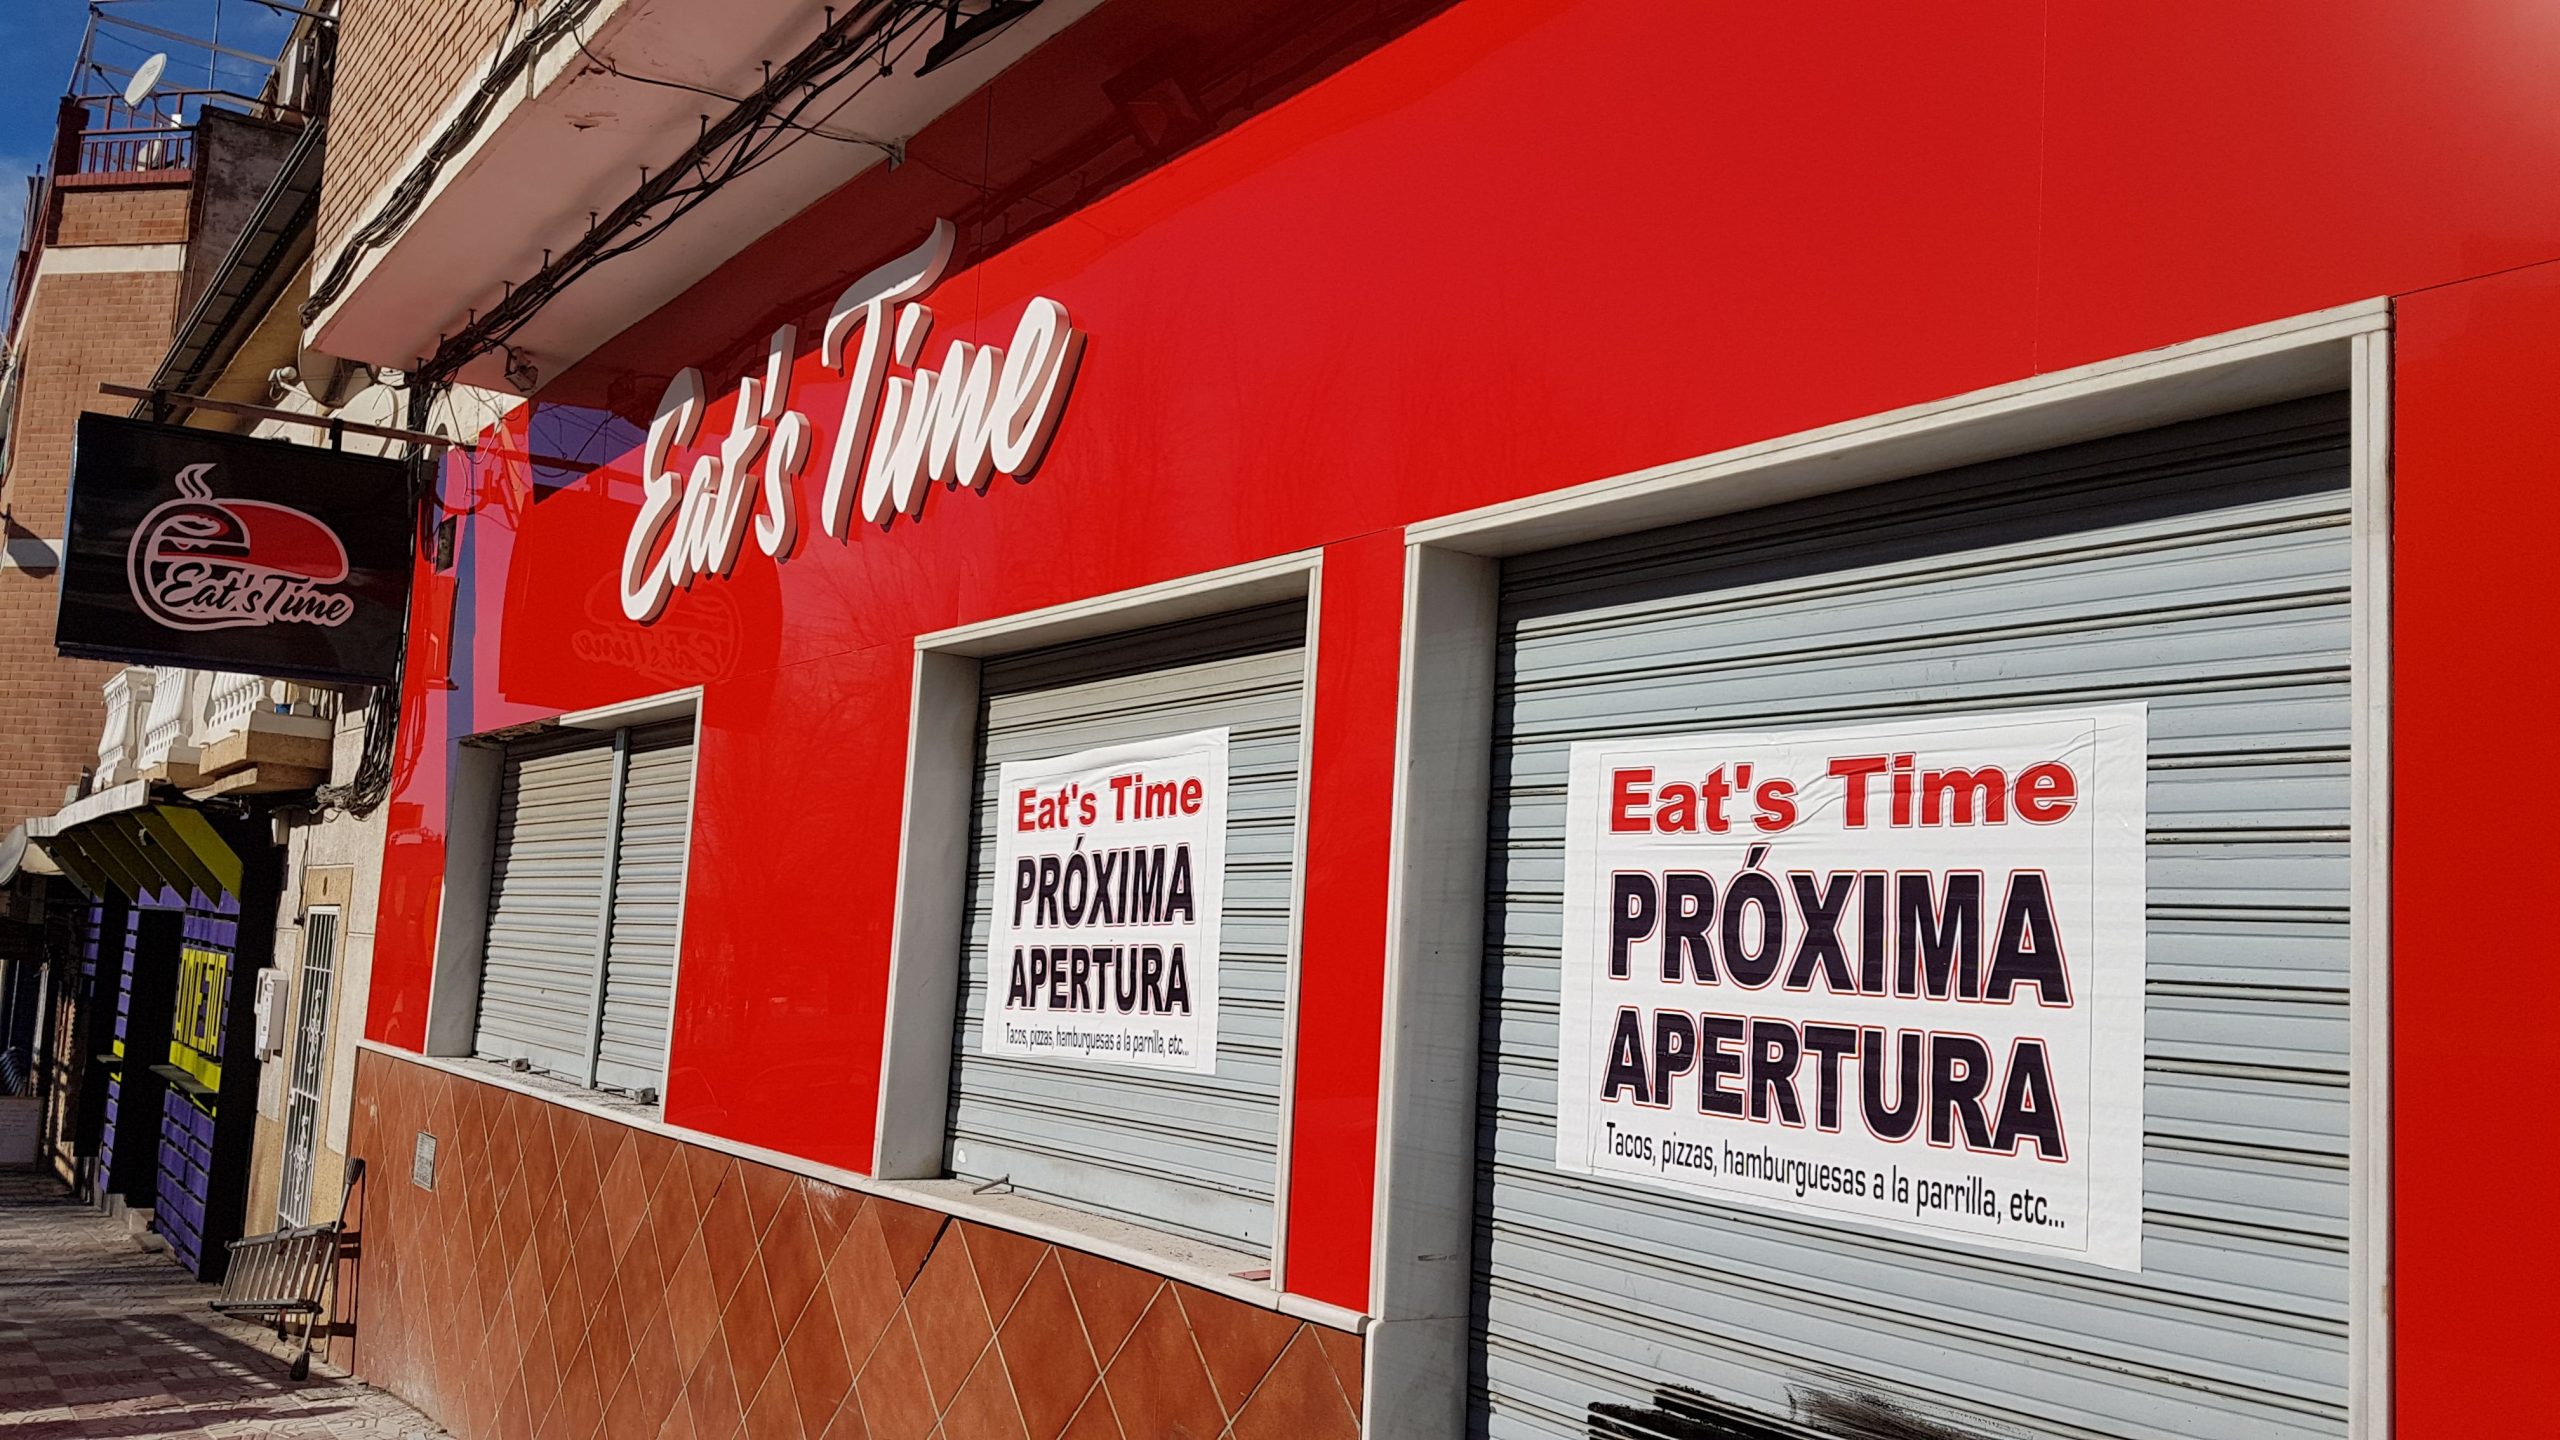 Eat's Time
Eat's Time
AMNESIA
Eat's Time
PRÓXIMA
APERTURA
Tacos, pizzas, hamburguesas a la parrilla, etc...
Eat's Time
PRÓXIMA
APERTURA
Tacos, pizzas, hamburguesas a la parrilla, etc...